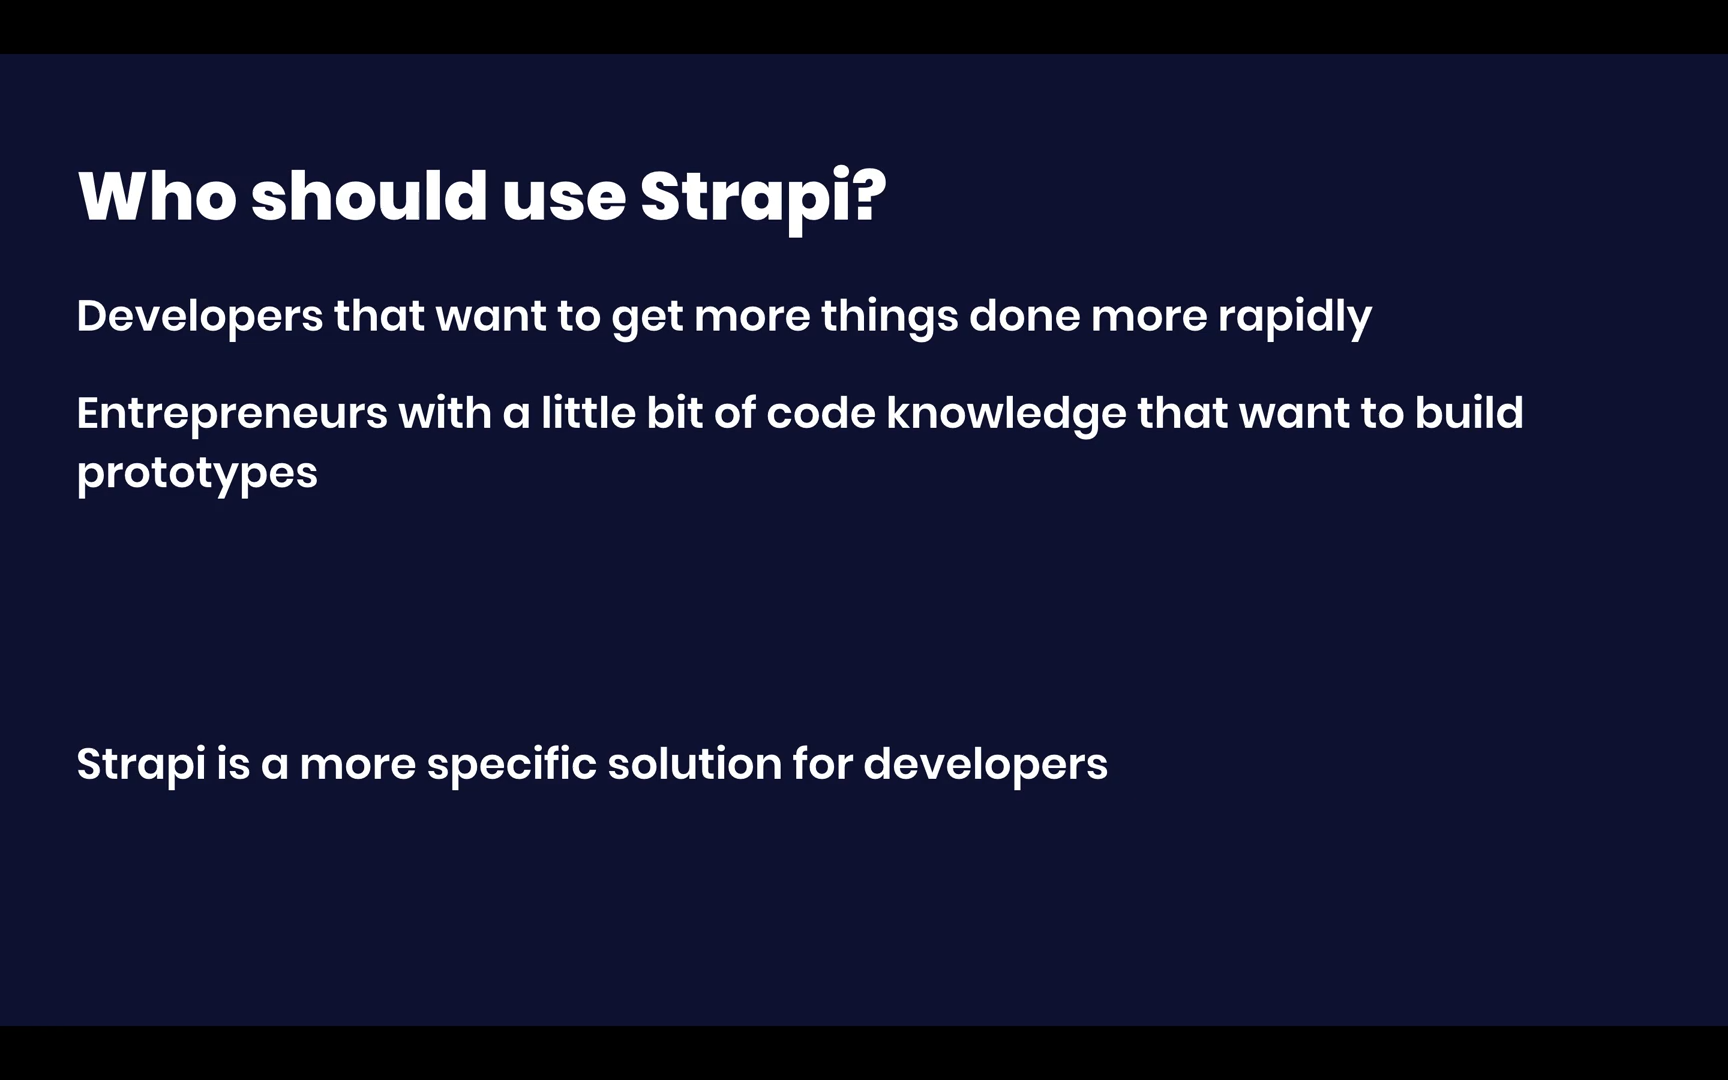 Who should use Strapi?
Developers that want to get more things done more rapidly
Entrepreneurs with a little bit of code knowledge that want to build
prototypes
Strapi is a more specific solution for developers